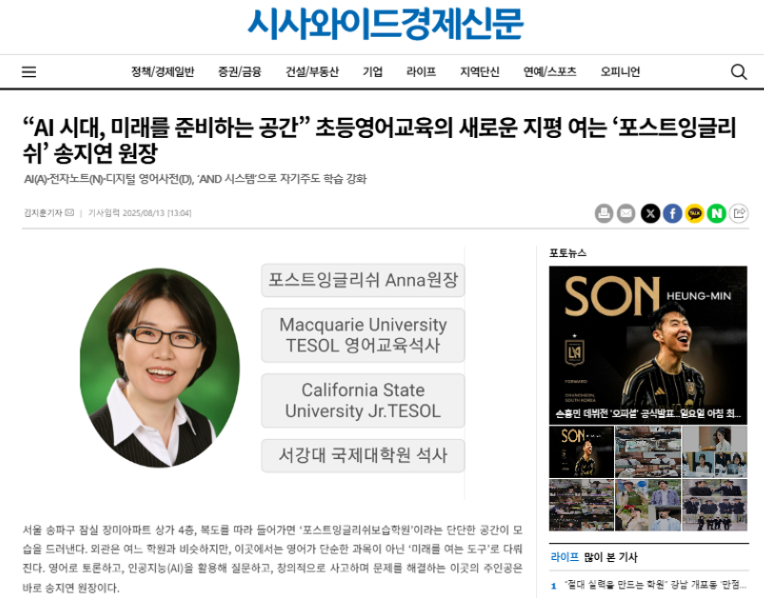 시사와이드경제신문
정책/경제일반 증권/금융 건설/부동산 기업 라이프 지역단신 연예/스포츠 오피니언
“AI 시대, 미래를 준비하는 공간” 초등영어교육의 새로운 지평 여는 ‘포스트잉글리
쉬’ 송지연 원장
AI(A)-전자노트(N)-디지털 영어사전(D), ‘AND 시스템’으로 자기주도 학습 강화
김지훈기자 | 기사입력 2025/08/13 [13:04]
X f TALK N
포토뉴스
포스트잉글리쉬 Anna원장
Macquarie University
TESOL 영어교육석사
California State
University Jr.TESOL
서강대 국제대학원 석사
SON
HEUNG-MIN
FORWARD
SOUTH KOREA
손흥민 데뷔전 '오피셜' 공식발표...일요일 아침 최...
SON
서울 송파구 잠실 장미아파트 상가 4층, 복도를 따라 들어가면 ‘포스트잉글리쉬보습학원’이라는 단단한 공간이 모
습을 드러낸다. 외관은 여느 학원과 비슷하지만, 이곳에서는 영어가 단순한 과목이 아닌 ‘미래를 여는 도구’로 다뤄
진다. 영어로 토론하고, 인공지능(AI)을 활용해 질문하고, 창의적으로 사고하며 문제를 해결하는 이곳의 주인공은
바로 송지연 원장이다.
라이프 많이 본 기사
1 “절대 실력을 만드는 학원” 강남 개포동 '만점...